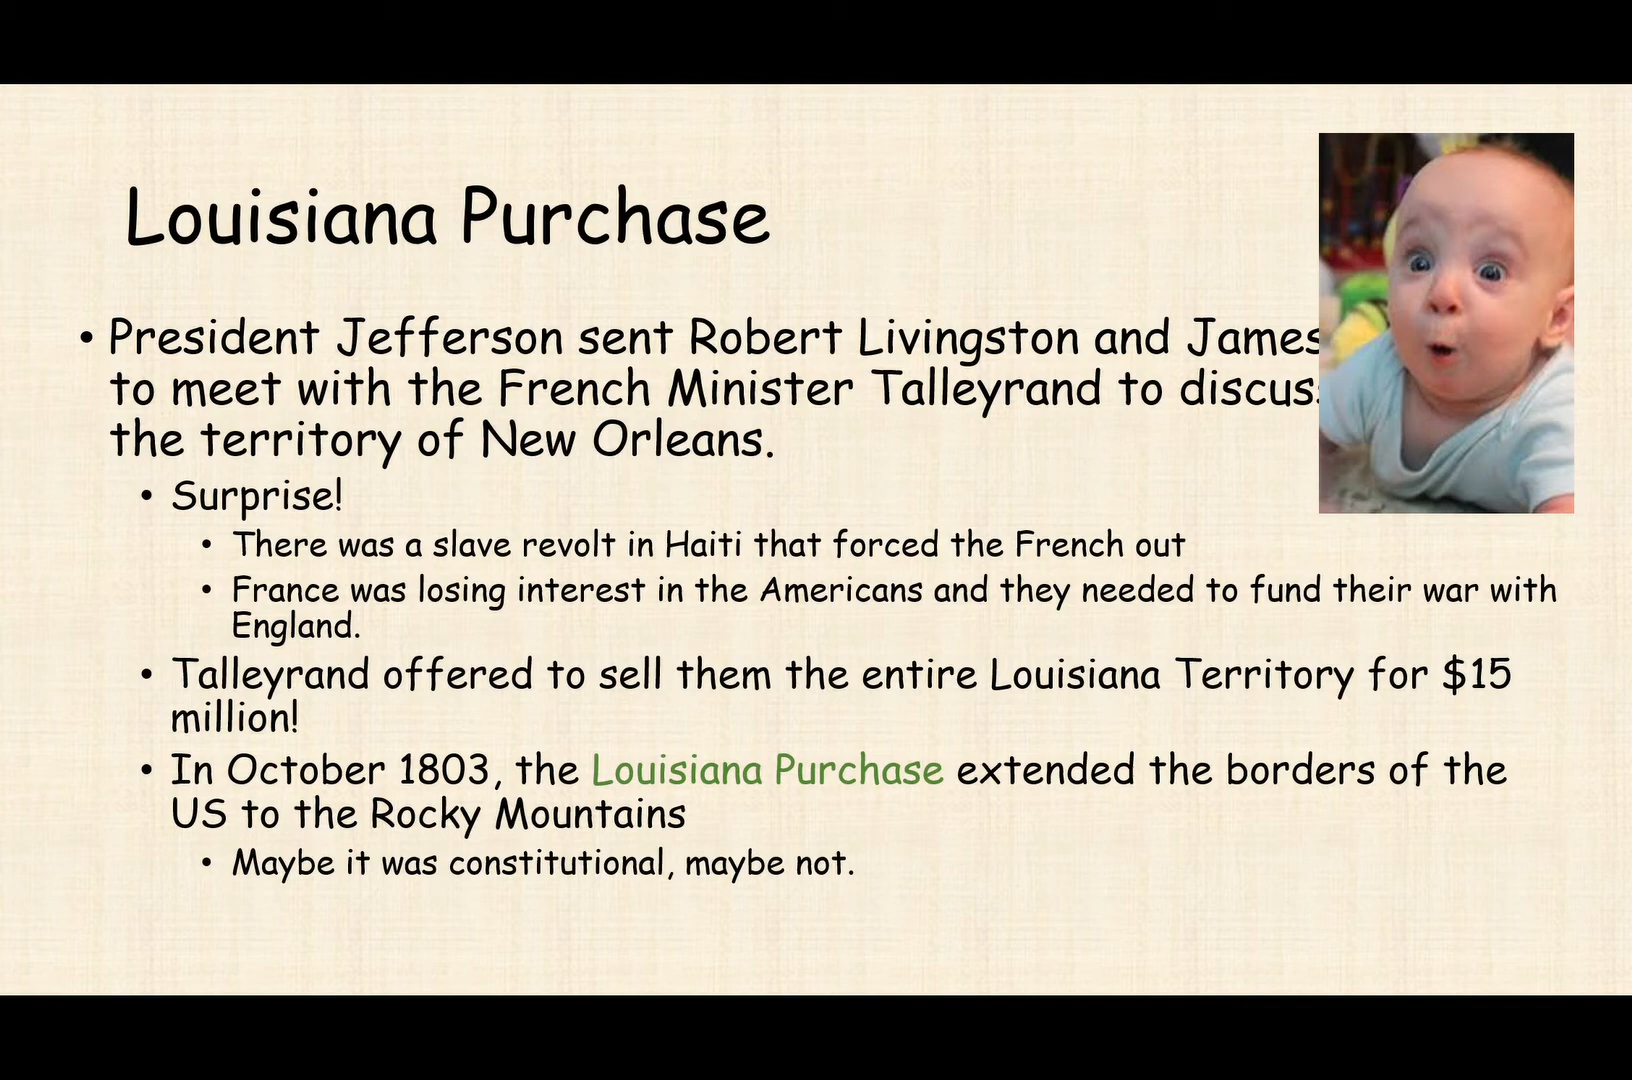 Louisiana Purchase
• President Jefferson sent Robert Livingston and James
to meet with the French Minister Talleyrand to discus
the territory of New Orleans.
• Surprise!
• There was a slave revolt in Haiti that forced the French out
• France was losing interest in the Americans and they needed to fund their war with
England.
• Talleyrand offered to sell them the entire Louisiana Territory for $15
million!
• In October 1803, the Louisiana Purchase extended the borders of the
US to the Rocky Mountains
• Maybe it was constitutional, maybe not.